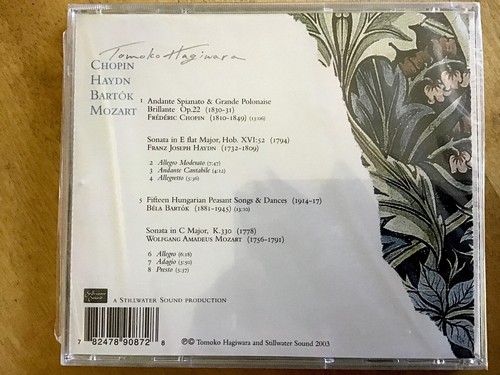 Tomoko Hagiwara
CHOPIN
HAYDN
BARTÓK
MOZART
1 Andante Spianato & Grande Polonaise
Brillante Op.22 (1830-31)
FRÉDÉRIC CHOPIN (1810-1849) (13:06)
Sonata in E flat Major, Hob. XVI:52 (1794)
FRANZ JOSEPH HAYDN (1732-1809)
2 Allegro Moderato (7:47)
3 Andante Cantabile (4:12)
4 Allegretto (5:36)
5 Fifteen Hungarian Peasant Songs & Dances (1914-17)
BÉLA BARTÓK (1881-1945) (13:10)
Sonata in C Major, K.330 (1778)
WOLFGANG AMADEUS MOZART (1756-1791)
6 Allegro (6:18)
7 Adagio (5:50)
8 Presto (5:37)
A STILLWATER SOUND PRODUCTION
7 82478 90872 8
℗© Tomoko Hagiwara and Stillwater Sound 2003